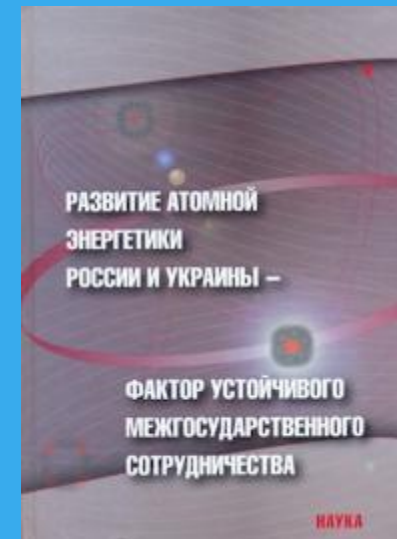 РАЗВИТИЕ АТОМНОЙ
ЭНЕРГЕТИКИ
РОССИИ И УКРАИНЫ –
ФАКТОР УСТОЙЧИВОГО
МЕЖГОСУДАРСТВЕННОГО
СОТРУДНИЧЕСТВА
НАУКА